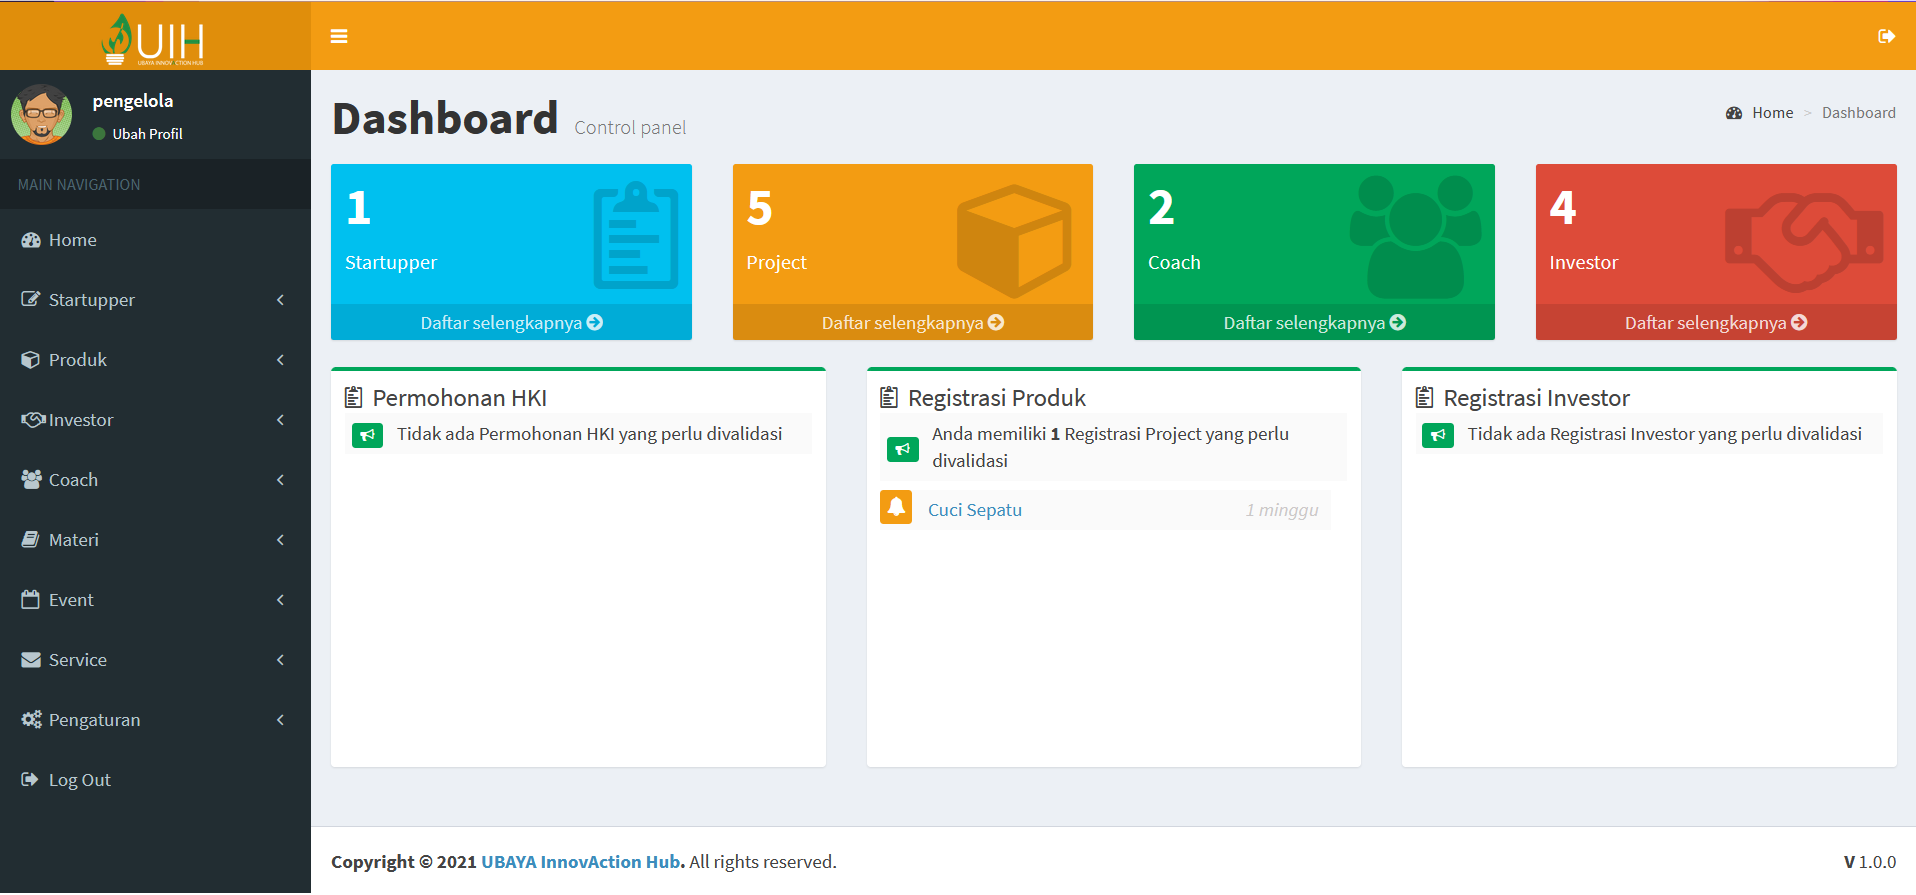 UIH
UBAYA INNOVACTION HUB
pengelola
Ubah Profil
MAIN NAVIGATION
Home
Startupper
Produk
Investor
Coach
Materi
Event
Service
Pengaturan
Log Out
Dashboard Control panel
Home > Dashboard
1
Startupper
Daftar selengkapnya
5
Project
Daftar selengkapnya
2
Coach
Daftar selengkapnya
4
Investor
Daftar selengkapnya
Permohonan HKI
Tidak ada Permohonan HKI yang perlu divalidasi
Registrasi Produk
Anda memiliki 1 Registrasi Project yang perlu
divalidasi
Cuci Sepatu 1 minggu
Registrasi Investor
Tidak ada Registrasi Investor yang perlu divalidasi
Copyright © 2021 UBAYA InnovAction Hub. All rights reserved.
V 1.0.0